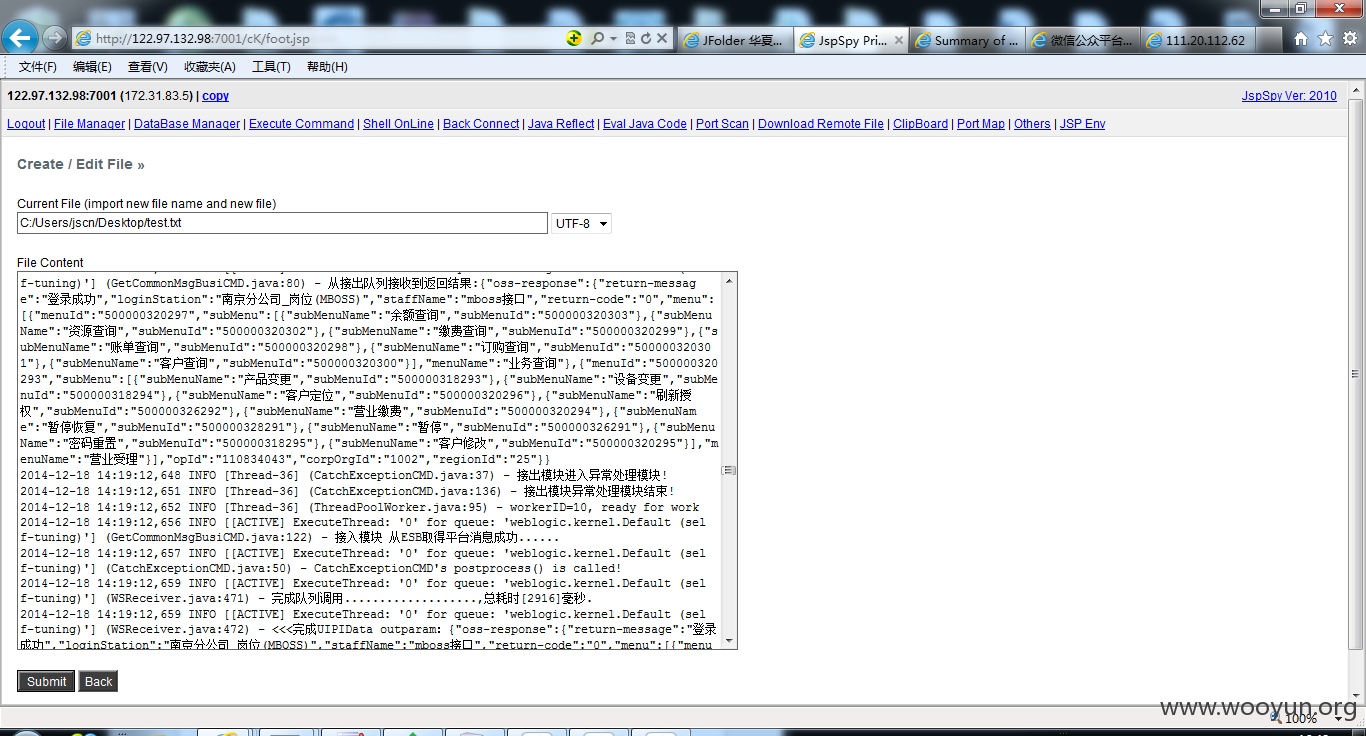 http://122.97.132.98:7001/cK/foot.jsp
JFolder 华夏...
JspSpy Pri...
Summary of ...
微信公众平台...
111.20.112.62
文件(F) 编辑(E) 查看(V) 收藏夹(A) 工具(T) 帮助(H)
122.97.132.98:7001 (172.31.83.5) | copy
JspSpy Ver: 2010
Logout | File Manager | DataBase Manager | Execute Command | Shell OnLine | Back Connect | Java Reflect | Eval Java Code | Port Scan | Download Remote File | ClipBoard | Port Map | Others | JSP Env
Create / Edit File »
Current File (import new file name and new file)
C:/Users/jscn/Desktop/test.txt
UTF-8
File Content
f-tuning)'] (GetCommonMsgBusiCMD.java:80) - 从接出队列接收到返回结果:{"oss-response":{"return-messag
e":"登录成功","loginStation":"南京分公司_岗位(MBOSS)","staffName":"mboss接口","return-code":"0","menu":
[{"menuId":"500000320297","subMenu":[{"subMenuName":"余额查询","subMenuId":"500000320303"},{"subMenu
Name":"资源查询","subMenuId":"500000320302"},{"subMenuName":"缴费查询","subMenuId":"500000320299"},{"s
ubMenuName":"账单查询","subMenuId":"500000320298"},{"subMenuName":"订购查询","subMenuId":"50000032030
1"},{"subMenuName":"客户查询","subMenuId":"500000320300"}],"menuName":"业务查询"},{"menuId":"500000320
293","subMenu":[{"subMenuName":"产品变更","subMenuId":"500000318293"},{"subMenuName":"设备变更","subMe
nuId":"500000318294"},{"subMenuName":"客户定位","subMenuId":"500000320296"},{"subMenuName":"刷新授
权","subMenuId":"500000326292"},{"subMenuName":"营业缴费","subMenuId":"500000320294"},{"subMenuNam
e":"暂停恢复","subMenuId":"500000328291"},{"subMenuName":"暂停","subMenuId":"500000326291"},{"subMenu
Name":"密码重置","subMenuId":"500000318295"},{"subMenuName":"客户修改","subMenuId":"500000320295"}],"m
enuName":"营业受理"}],"opId":"110834043","corpOrgId":"1002","regionId":"25"}}
2014-12-18 14:19:12,648 INFO [Thread-36] (CatchExceptionCMD.java:37) - 接出模块进入异常处理模块!
2014-12-18 14:19:12,651 INFO [Thread-36] (CatchExceptionCMD.java:136) - 接出模块异常处理模块结束!
2014-12-18 14:19:12,652 INFO [Thread-36] (ThreadPoolWorker.java:95) - workerID=10, ready for work
2014-12-18 14:19:12,656 INFO [[ACTIVE] ExecuteThread: '0' for queue: 'weblogic.kernel.Default (sel
f-tuning)'] (GetCommonMsgBusiCMD.java:122) - 接入模块 从ESB取得平台消息成功......
2014-12-18 14:19:12,657 INFO [[ACTIVE] ExecuteThread: '0' for queue: 'weblogic.kernel.Default (sel
f-tuning)'] (CatchExceptionCMD.java:50) - CatchExceptionCMD's postprocess() is called!
2014-12-18 14:19:12,659 INFO [[ACTIVE] ExecuteThread: '0' for queue: 'weblogic.kernel.Default (sel
f-tuning)'] (WSReceiver.java:471) - 完成队列调用...................,总耗时[2916]毫秒.
2014-12-18 14:19:12,659 INFO [[ACTIVE] ExecuteThread: '0' for queue: 'weblogic.kernel.Default (sel
f-tuning)'] (WSReceiver.java:472) - <<<完成UIPIData outparam: {"oss-response":{"return-message":"登录
成功","loginStation":"南京分公司_岗位(MBOSS)","staffName":"mboss接口","return-code":"0","menu":[{"menu
Submit Back
www.wooyun.org
100%